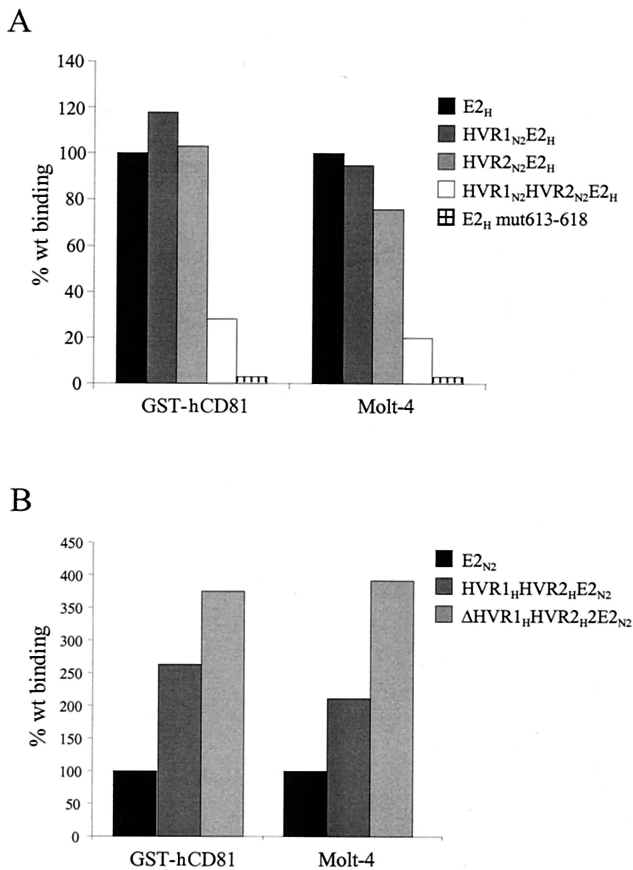 A
140
120
100
80
60
40
20
0
% wt binding
GST-hCD81
Molt-4
E2H
HVR1N2E2H
HVR2N2E2H
HVR1N2HVR2N2E2H
E2H mut613-618
B
450
400
350
300
250
200
150
100
50
0
% wt binding
GST-hCD81
Molt-4
E2N2
HVR1HHVR2HE2N2
ΔHVR1HHVR2H2E2N2